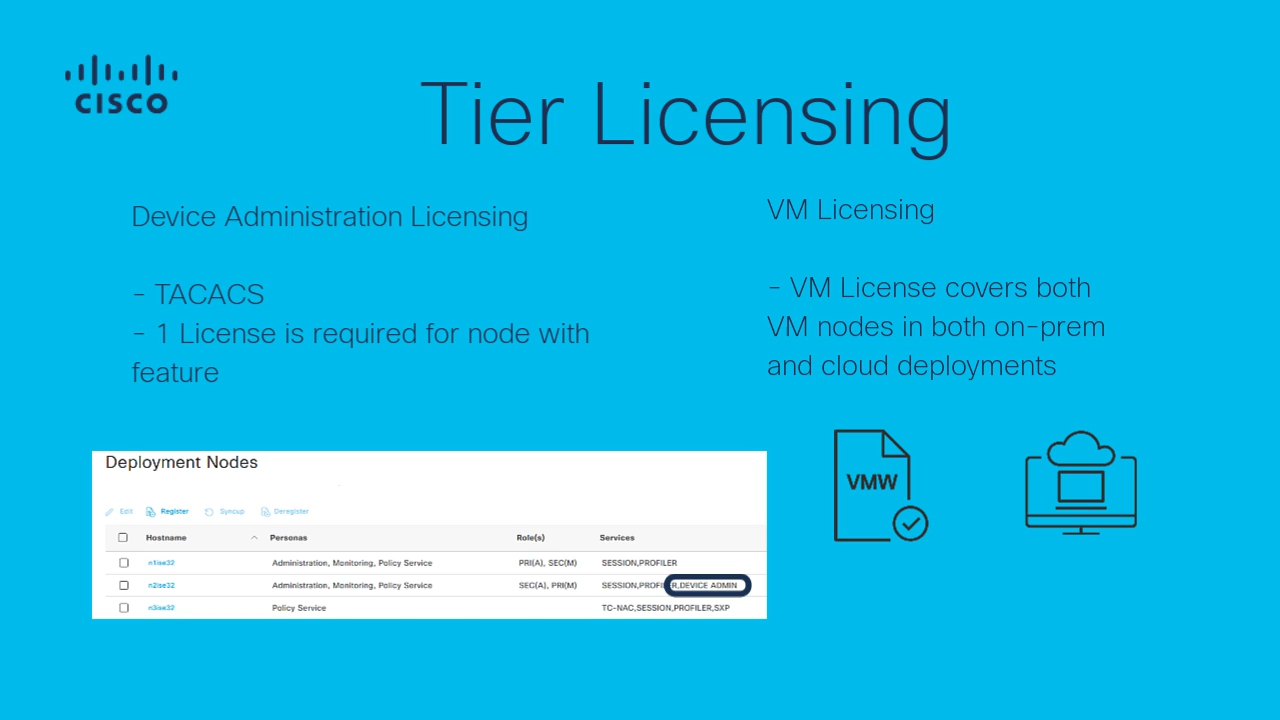 CISCO
Tier Licensing
Device Administration Licensing
- TACACS
- 1 License is required for node with
feature
VM Licensing
- VM License covers both
VM nodes in both on-prem
and cloud deployments
Deployment Nodes
Edit Register Syncup Deregister
Hostname Personas Role(s) Services
n1ise32 Administration, Monitoring, Policy Service PRI(A), SEC(M) SESSION,PROFILER
n2ise32 Administration, Monitoring, Policy Service SEC(A), PRI(M) SESSION,PROFILER,DEVICE ADMIN
n3ise32 Policy Service TC-NAC,SESSION,PROFILER,SXP
VMW